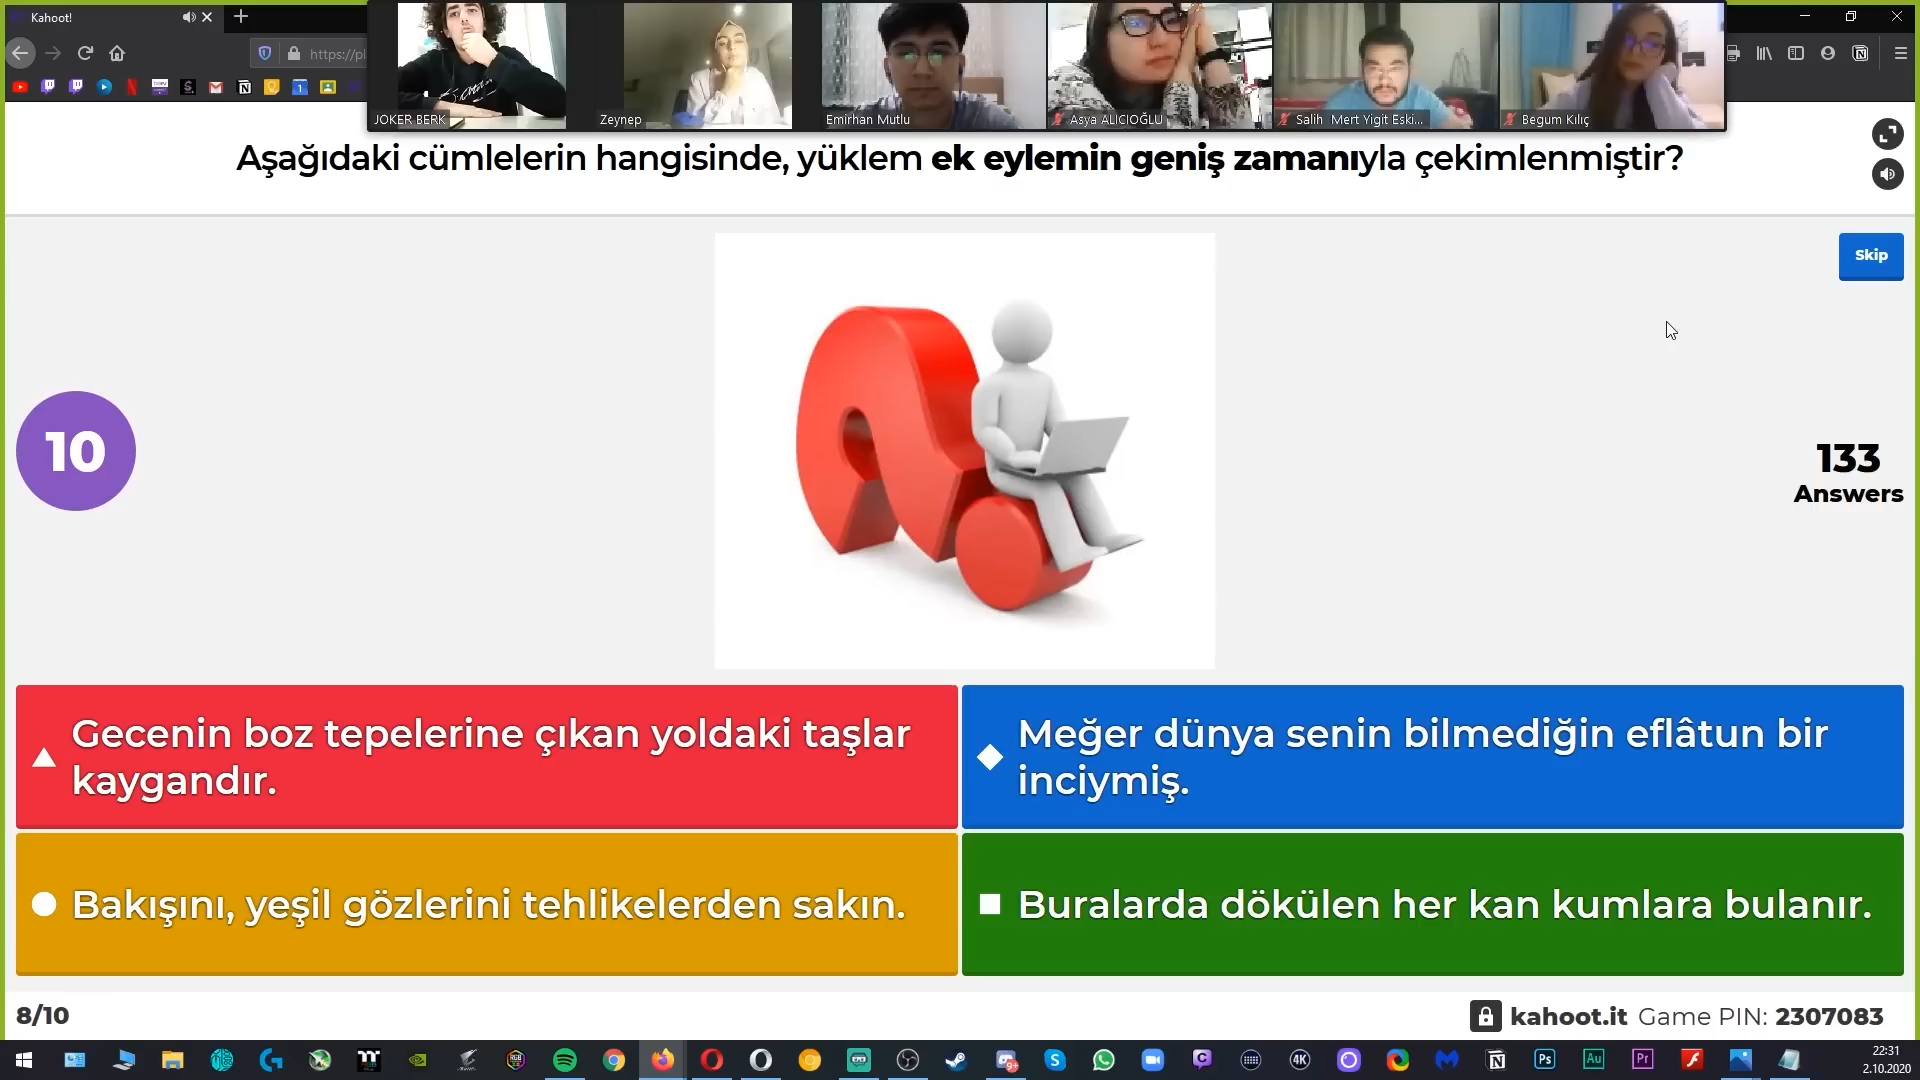 Kahoot!
https://pl
JOKER BERK
Zeynep
Emirhan Mutlu
Asya ALICIOĞLU
Salih Mert Yigit Eski...
Begum Kılıç
Aşağıdaki cümlelerin hangisinde, yüklem ek eylemin geniş zamanıyla çekimlenmiştir?
Skip
10
133
Answers
Gecenin boz tepelerine çıkan yoldaki taşlar
kaygandır.
Meğer dünya senin bilmediğin eflâtun bir
inciymiş.
Bakışını, yeşil gözlerini tehlikelerden sakın.
Buralarda dökülen her kan kumlara bulanır.
8/10
kahoot.it Game PIN: 2307083
22:31
2.10.2020